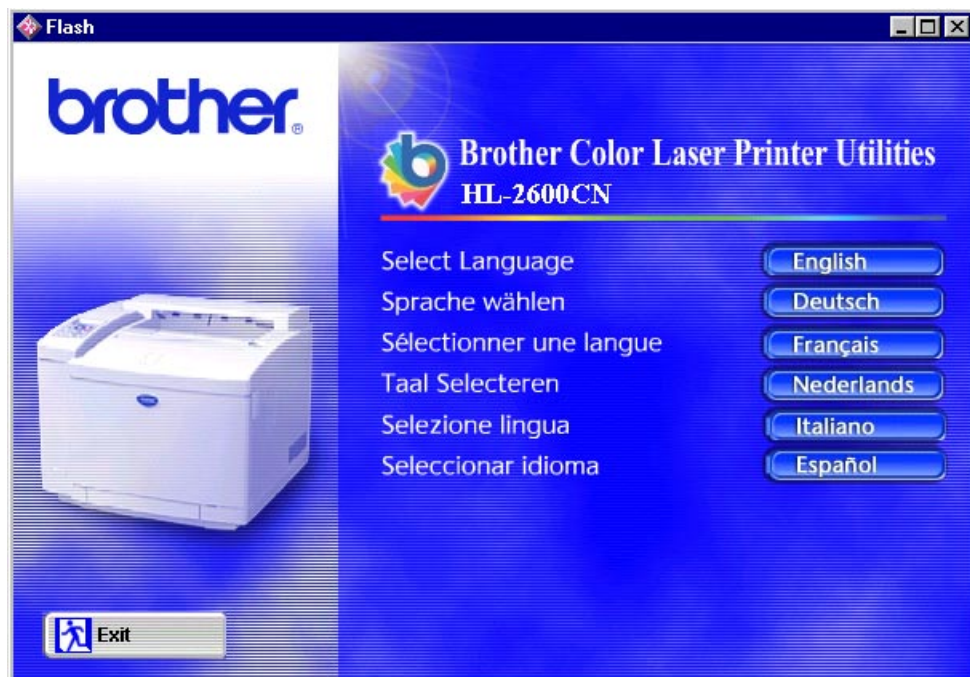 Flash
brother
Brother Color Laser Printer Utilities
HL-2600CN
Select Language English
Sprache wählen Deutsch
Sélectionner une langue Français
Taal Selecteren Nederlands
Selezione lingua Italiano
Seleccionar idioma Español
Exit